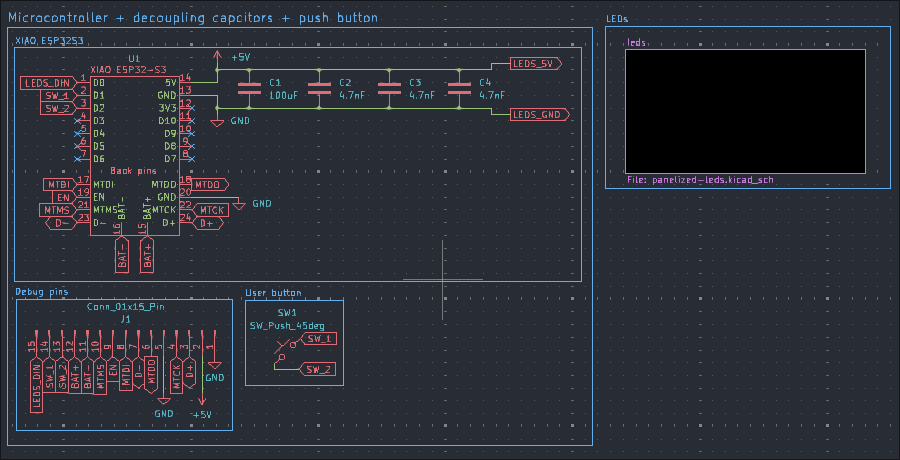 Microcontroller + decoupling capcitors + push button
LEDs
XIAO ESP32S3
leds
File: panelized-leds.kicad_sch
U1
XIAO ESP32-S3
LEDS_DIN 1 D0 5V 14
SW_1 2 D1 GND 13
SW_2 3 D2 3V3 12
4 D3 D10 11
5 D4 D9 10
6 D5 D8 9
7 D6 D7 8
Back pins
MTDI 17 MTDI MTDO 18 MTDO
EN 19 EN GND 20 GND
MTMS 21 MTMS MTCK 22 MTCK
D- 23 D- D+ 24 D+
BAT- BAT+
16 15
BAT- BAT+
+5V
LEDS_5V
C1 C2 C3 C4
100uF 4.7nF 4.7nF 4.7nF
GND
LEDS_GND
Debug pins
Conn_01x15_Pin
J1
15 14 13 12 11 10 9 8 7 6 5 4 3 2 1
LEDS_DIN SW_1 SW_2 BAT+ BAT- MTMS EN MTDI D- MTDO MTCK D+
GND
GND +5V
User button
SW1
SW_Push_45deg
SW_1
SW_2